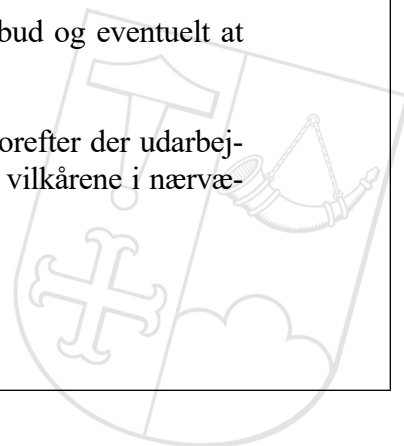 bud og eventuelt at
orefter der udarbej-
vilkårene i nærvæ-